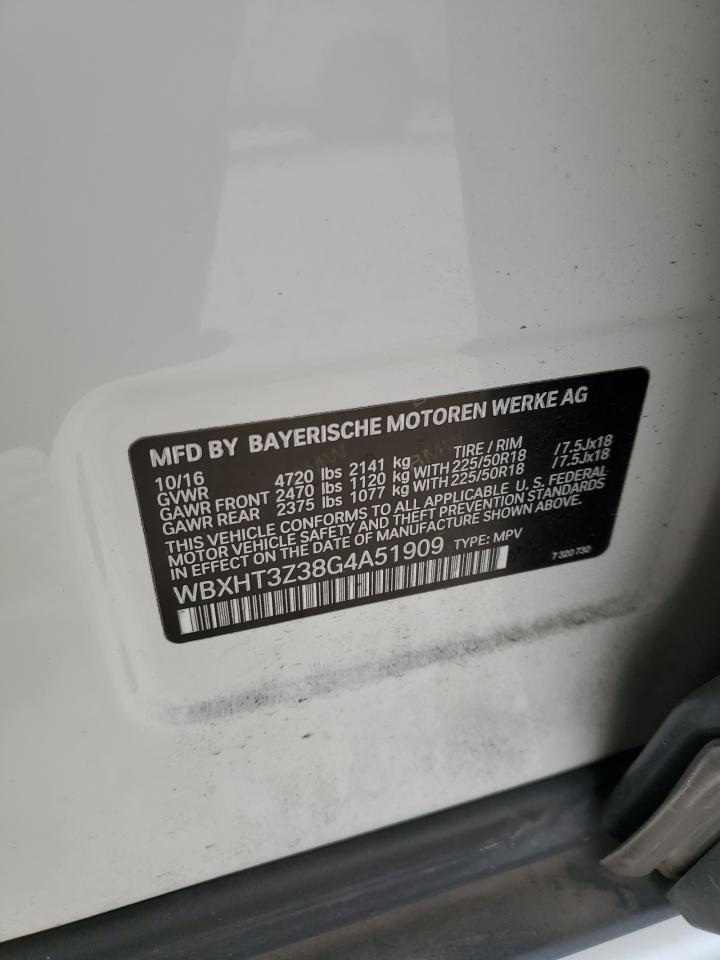 MFD BY BAYERISCHE MOTOREN WERKE AG
10/16 TIRE / RIM
GVWR 4720 lbs 2141 kg
GAWR FRONT 2470 lbs 1120 kg WITH 225/50R18 /7.5Jx18
GAWR REAR 2375 lbs 1077 kg WITH 225/50R18 /7.5Jx18
THIS VEHICLE CONFORMS TO ALL APPLICABLE U. S. FEDERAL
MOTOR VEHICLE SAFETY AND THEFT PREVENTION STANDARDS
IN EFFECT ON THE DATE OF MANUFACTURE SHOWN ABOVE.
WBXHT3Z38G4A51909 TYPE: MPV
7 320 730